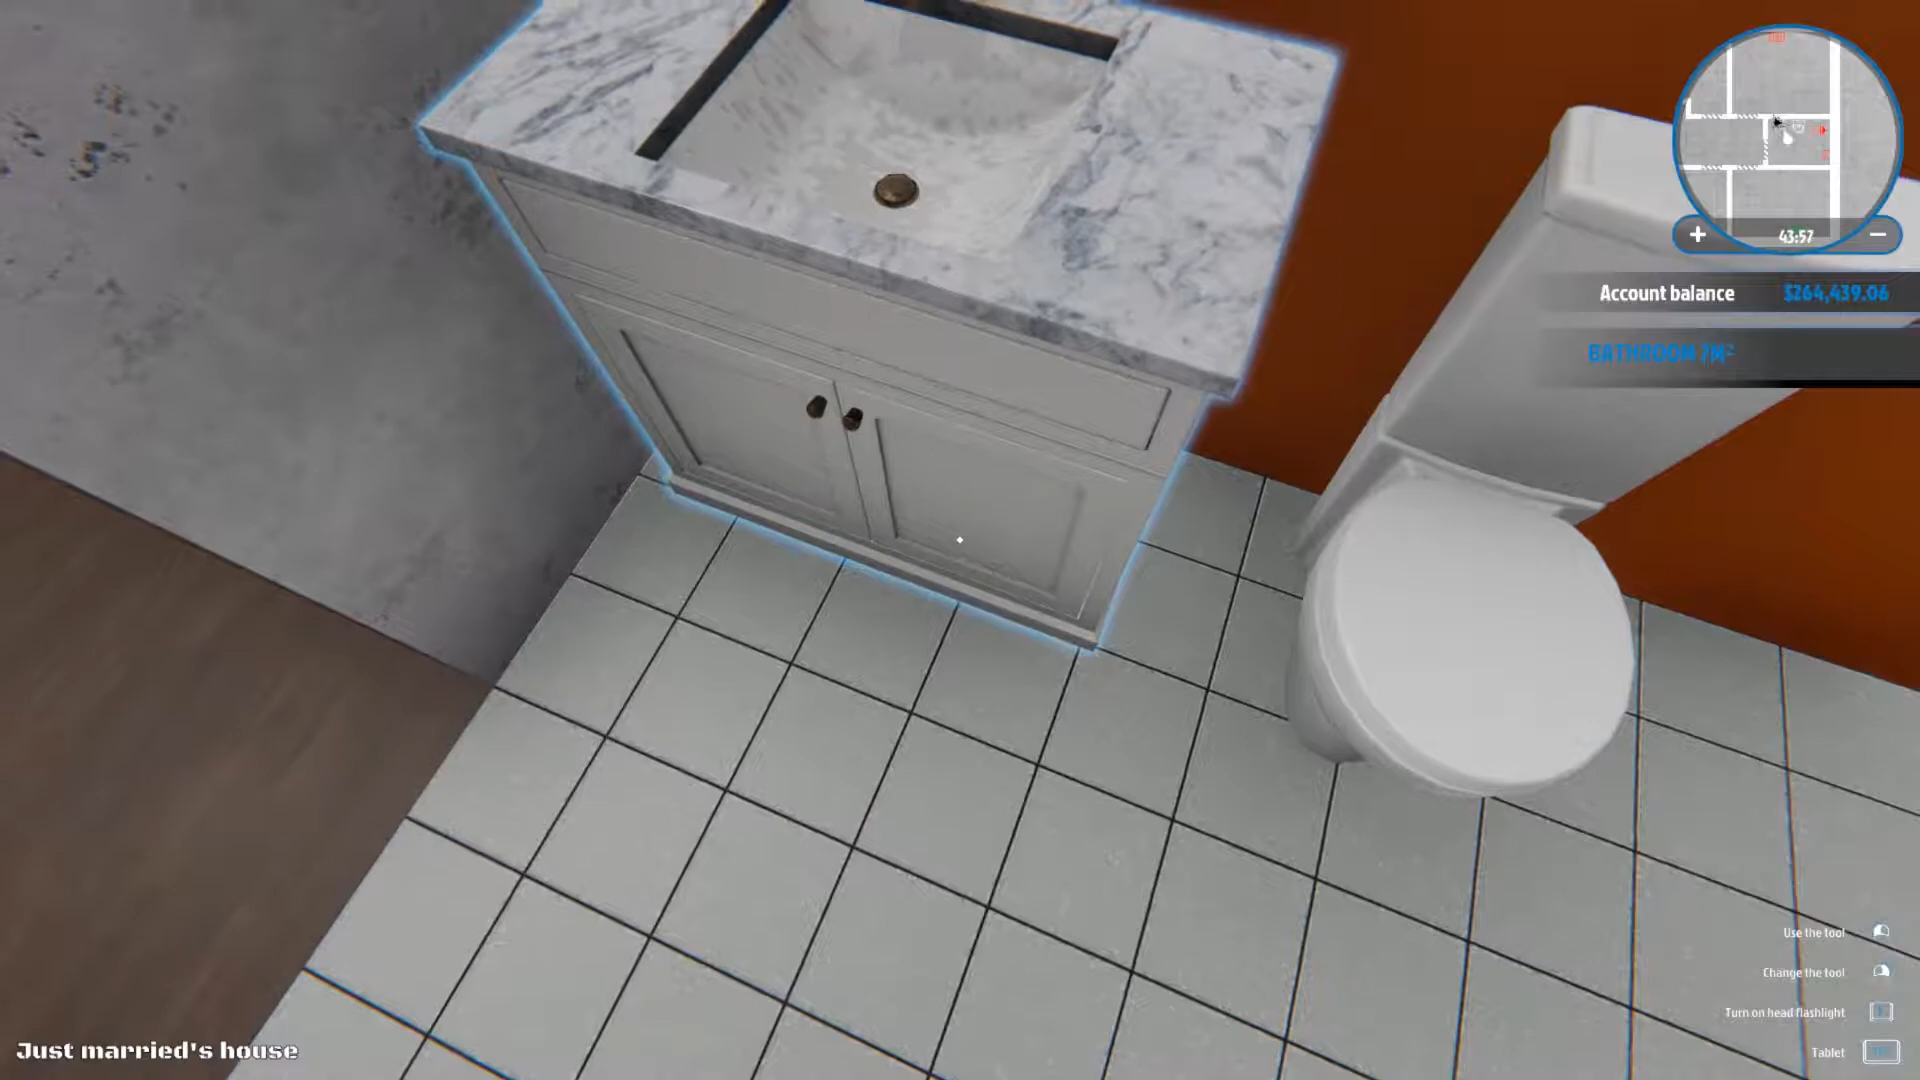 43:57
Account balance $264,439.06
BATHROOM 7M²
Use the tool
Change the tool
Turn on head flashlight
Tablet
Just married's house